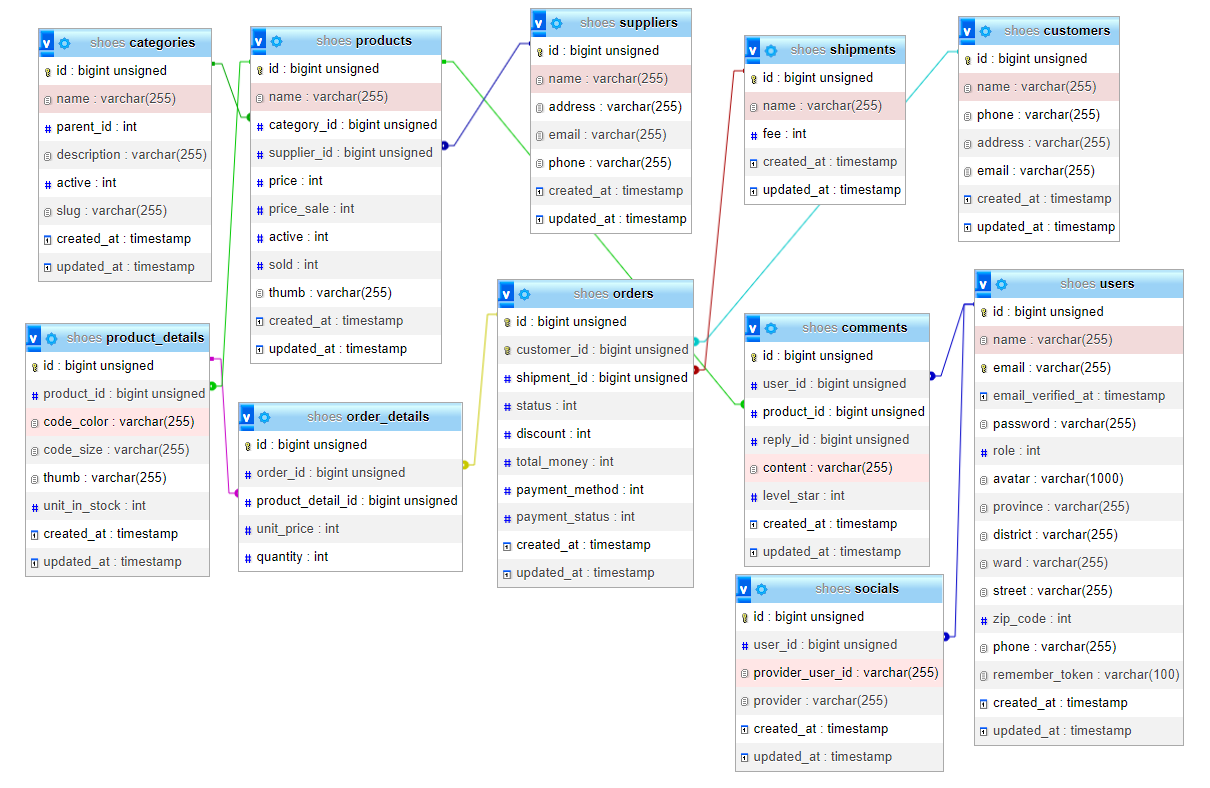 shoes categories
id : bigint unsigned
name : varchar(255)
parent_id : int
description : varchar(255)
active : int
slug : varchar(255)
created_at : timestamp
updated_at : timestamp
shoes products
id : bigint unsigned
name : varchar(255)
category_id : bigint unsigned
supplier_id : bigint unsigned
price : int
price_sale : int
active : int
sold : int
thumb : varchar(255)
created_at : timestamp
updated_at : timestamp
shoes suppliers
id : bigint unsigned
name : varchar(255)
address : varchar(255)
email : varchar(255)
phone : varchar(255)
created_at : timestamp
updated_at : timestamp
shoes shipments
id : bigint unsigned
name : varchar(255)
fee : int
created_at : timestamp
updated_at : timestamp
shoes customers
id : bigint unsigned
name : varchar(255)
phone : varchar(255)
address : varchar(255)
email : varchar(255)
created_at : timestamp
updated_at : timestamp
shoes product_details
id : bigint unsigned
product_id : bigint unsigned
code_color : varchar(255)
code_size : varchar(255)
thumb : varchar(255)
unit_in_stock : int
created_at : timestamp
updated_at : timestamp
shoes order_details
id : bigint unsigned
order_id : bigint unsigned
product_detail_id : bigint unsigned
unit_price : int
quantity : int
shoes orders
id : bigint unsigned
customer_id : bigint unsigned
shipment_id : bigint unsigned
status : int
discount : int
total_money : int
payment_method : int
payment_status : int
created_at : timestamp
updated_at : timestamp
shoes comments
id : bigint unsigned
user_id : bigint unsigned
product_id : bigint unsigned
reply_id : bigint unsigned
content : varchar(255)
level_star : int
created_at : timestamp
updated_at : timestamp
shoes socials
id : bigint unsigned
user_id : bigint unsigned
provider_user_id : varchar(255)
provider : varchar(255)
created_at : timestamp
updated_at : timestamp
shoes users
id : bigint unsigned
name : varchar(255)
email : varchar(255)
email_verified_at : timestamp
password : varchar(255)
role : int
avatar : varchar(1000)
province : varchar(255)
district : varchar(255)
ward : varchar(255)
street : varchar(255)
zip_code : int
phone : varchar(255)
remember_token : varchar(100)
created_at : timestamp
updated_at : timestamp